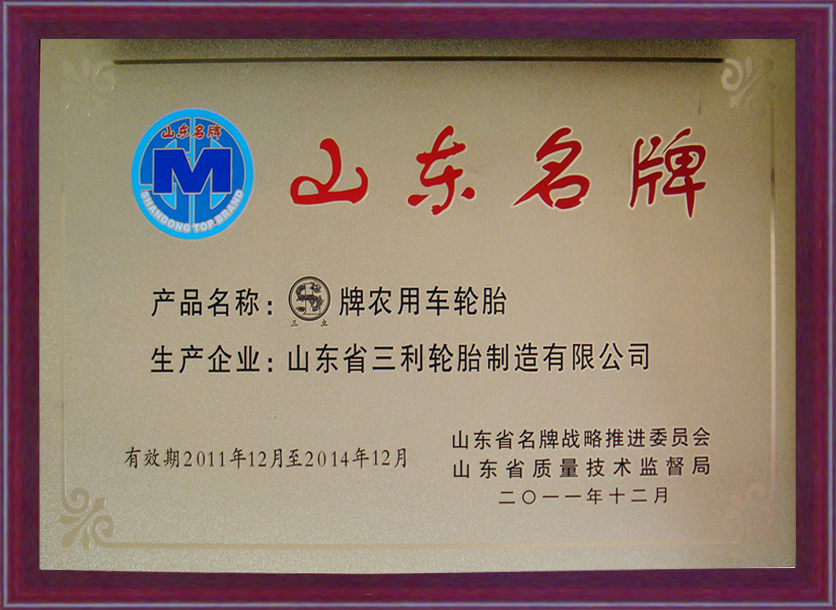 山东名牌
M
SHANDONG TOP BRAND
山东名牌
产品名称：牌农用车轮胎
三 土
生产企业：山东省三利轮胎制造有限公司
有效期2011年12月至2014年12月
山东省名牌战略推进委员会
山东省质量技术监督局
二〇一一年十二月